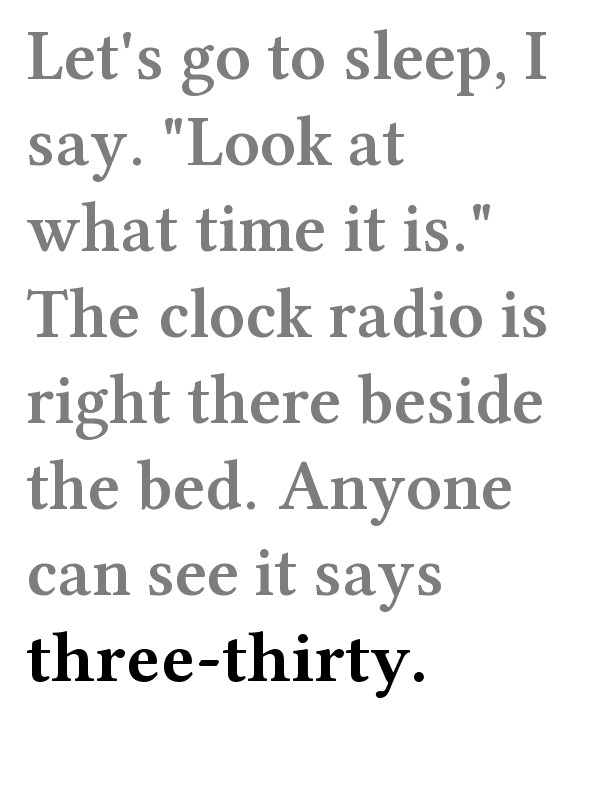 Let's go to sleep, I
say. "Look at
what time it is."
The clock radio is
right there beside
the bed. Anyone
can see it says
three-thirty.